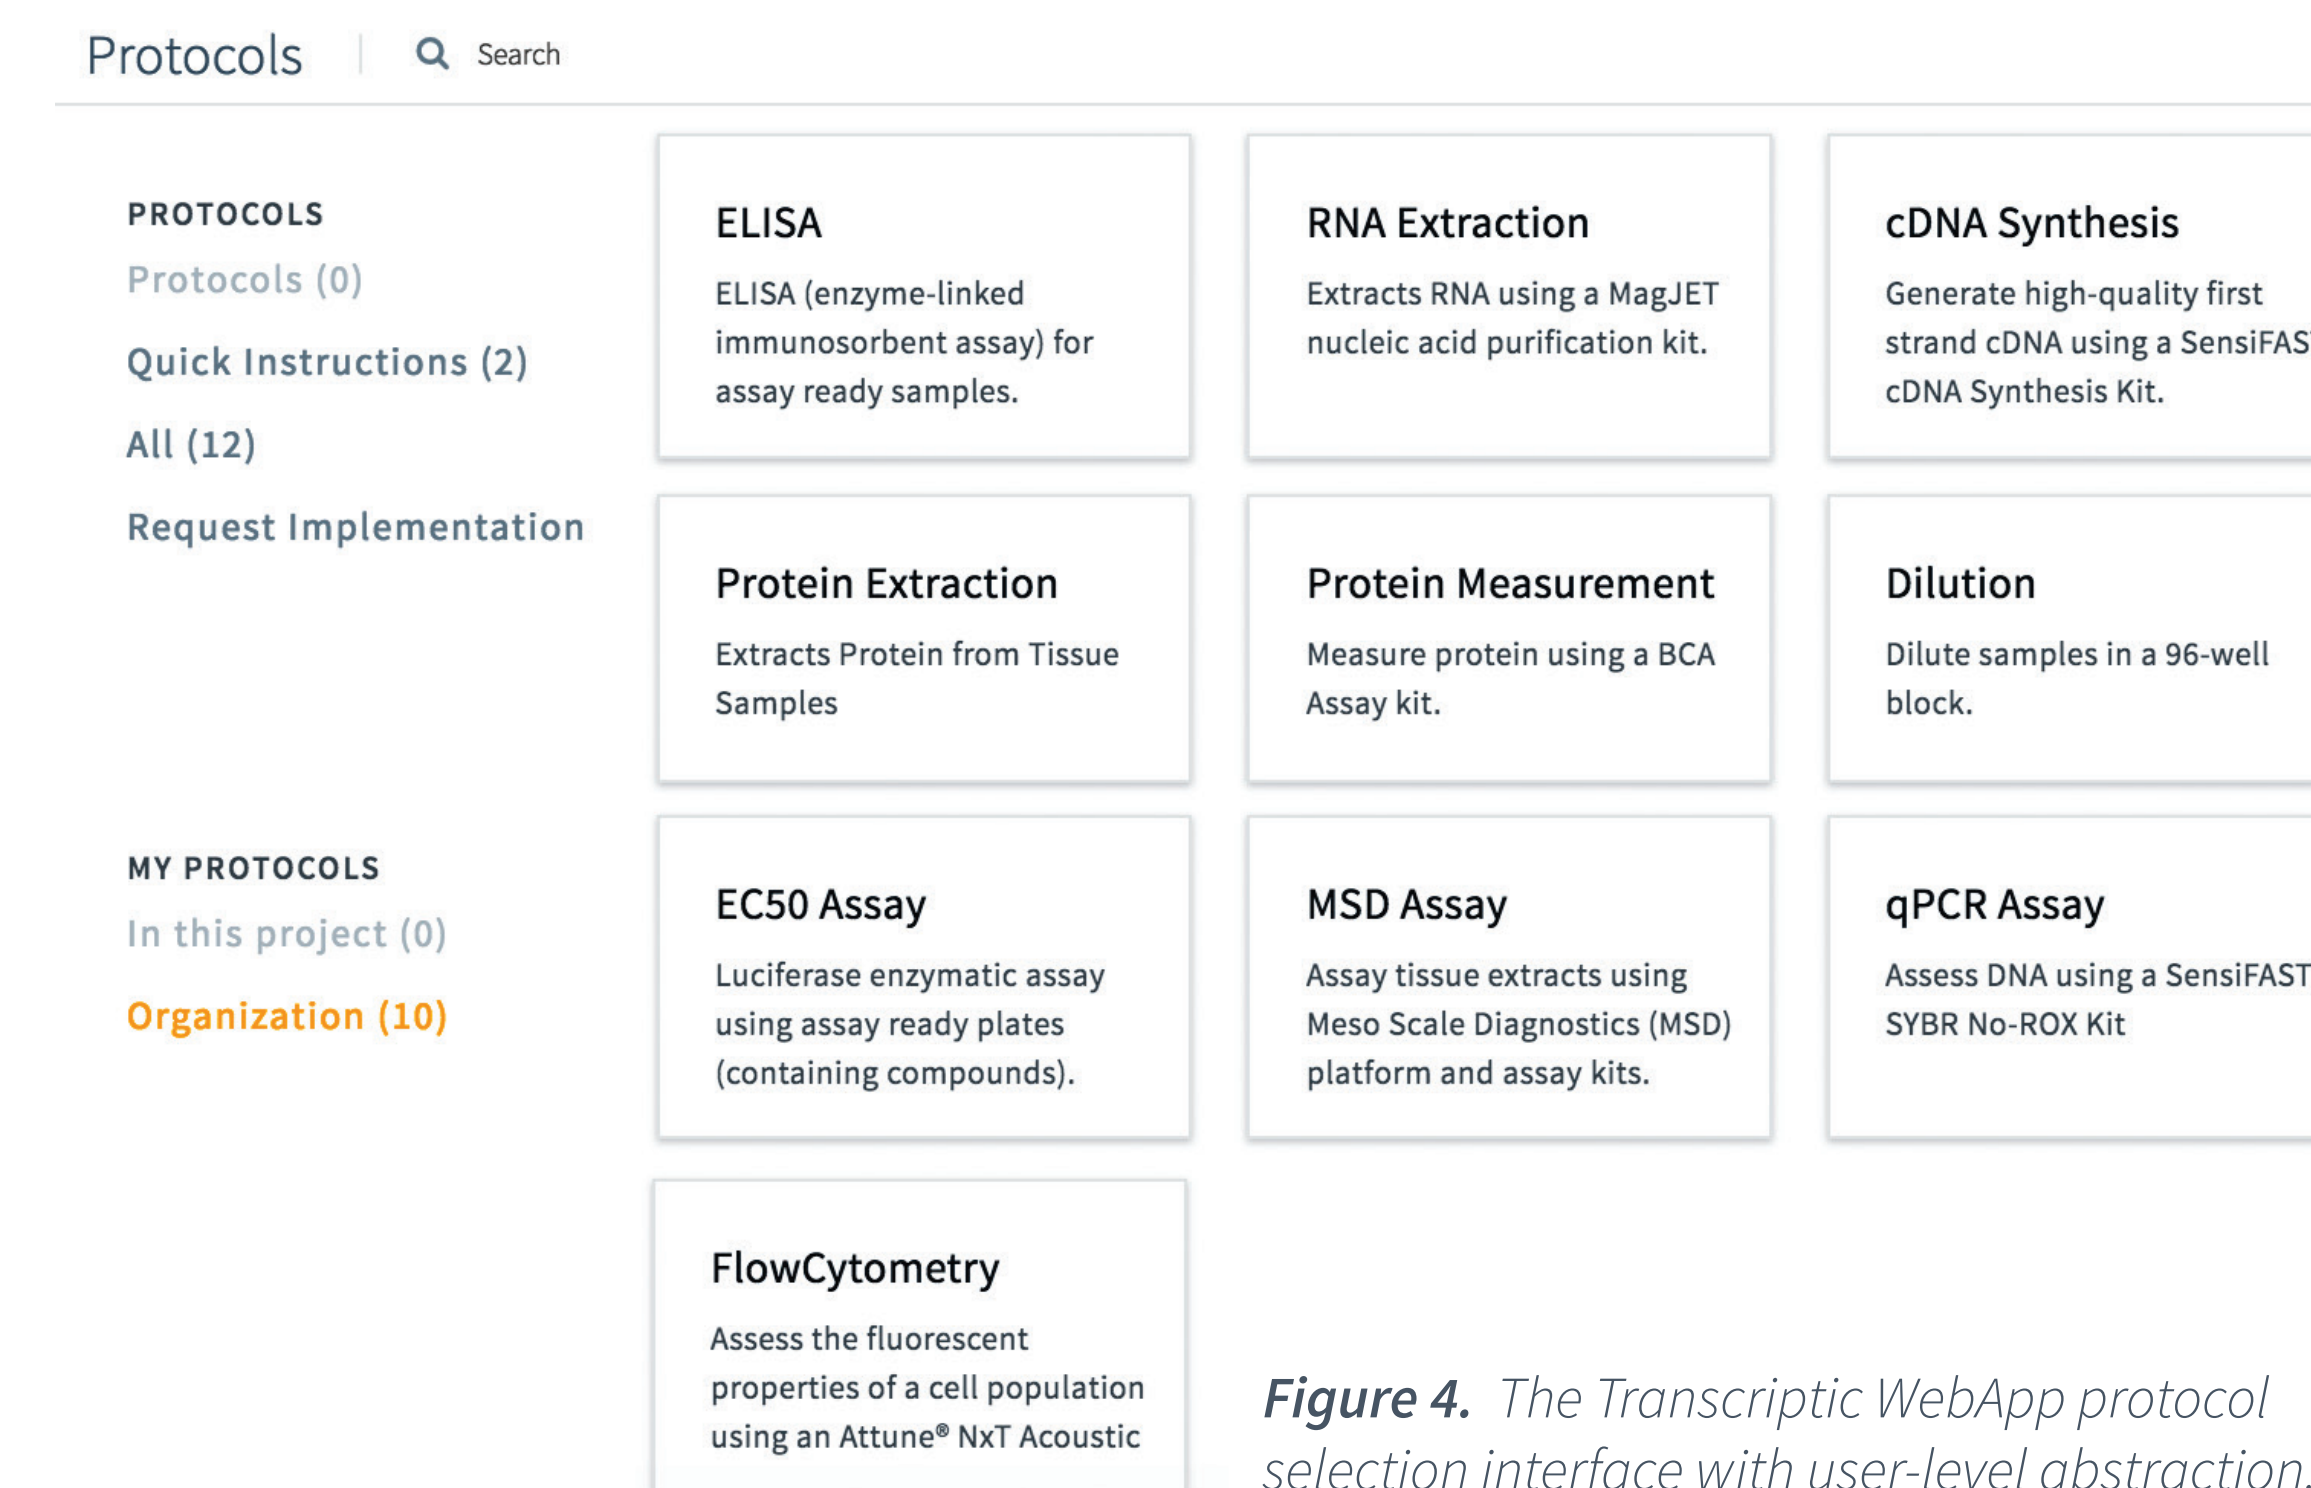 Protocols
Search
PROTOCOLS
Protocols (0)
Quick Instructions (2)
All (12)
Request Implementation
MY PROTOCOLS
In this project (0)
Organization (10)
ELISA
ELISA (enzyme-linked
immunosorbent assay) for
assay ready samples.
RNA Extraction
Extracts RNA using a MagJET
nucleic acid purification kit.
cDNA Synthesis
Generate high-quality first
strand cDNA using a
cDNA Synthesis Kit.
Protein Extraction
Extracts Protein from Tissue
Samples
Protein Measurement
Measure protein using a BCA
Assay kit.
Dilution
Dilute samples in a 96-well
block.
EC50 Assay
Luciferase enzymatic assay
using assay ready plates
(containing compounds).
MSD Assay
Assay tissue extracts using
Meso Scale Diagnostics (MSD)
platform and assay kits.
qPCR Assay
Assess DNA using a SensiFAST
SYBR No-ROX Kit
FlowCytometry
Assess the fluorescent
properties of a cell population
using an Attune® NxT Acoustic
Figure 4. The Transcriptic WebApp protocol
selection interface with user-level abstraction.